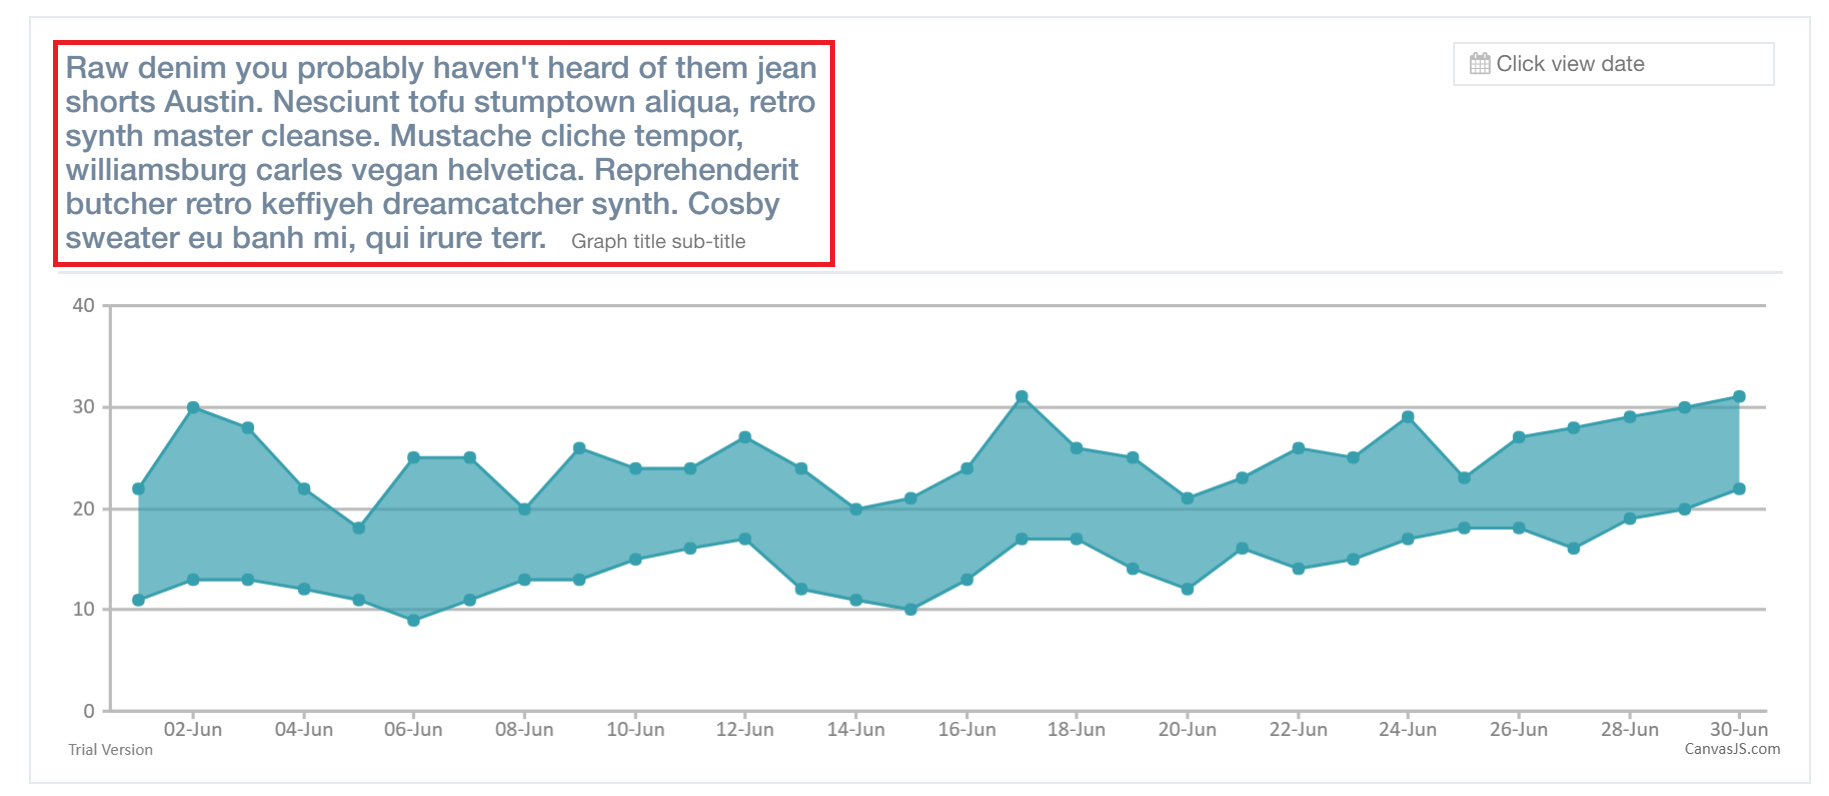 Raw denim you probably haven't heard of them jean
shorts Austin. Nesciunt tofu stumptown aliqua, retro
synth master cleanse. Mustache cliche tempor,
williamsburg carles vegan helvetica. Reprehenderit
butcher retro keffiyeh dreamcatcher synth. Cosby
sweater eu banh mi, qui irure terr. Graph title sub-title
Click view date
40
30
20
10
0
02-Jun 04-Jun 06-Jun 08-Jun 10-Jun 12-Jun 14-Jun 16-Jun 18-Jun 20-Jun 22-Jun 24-Jun 26-Jun 28-Jun 30-Jun
Trial Version CanvasJS.com